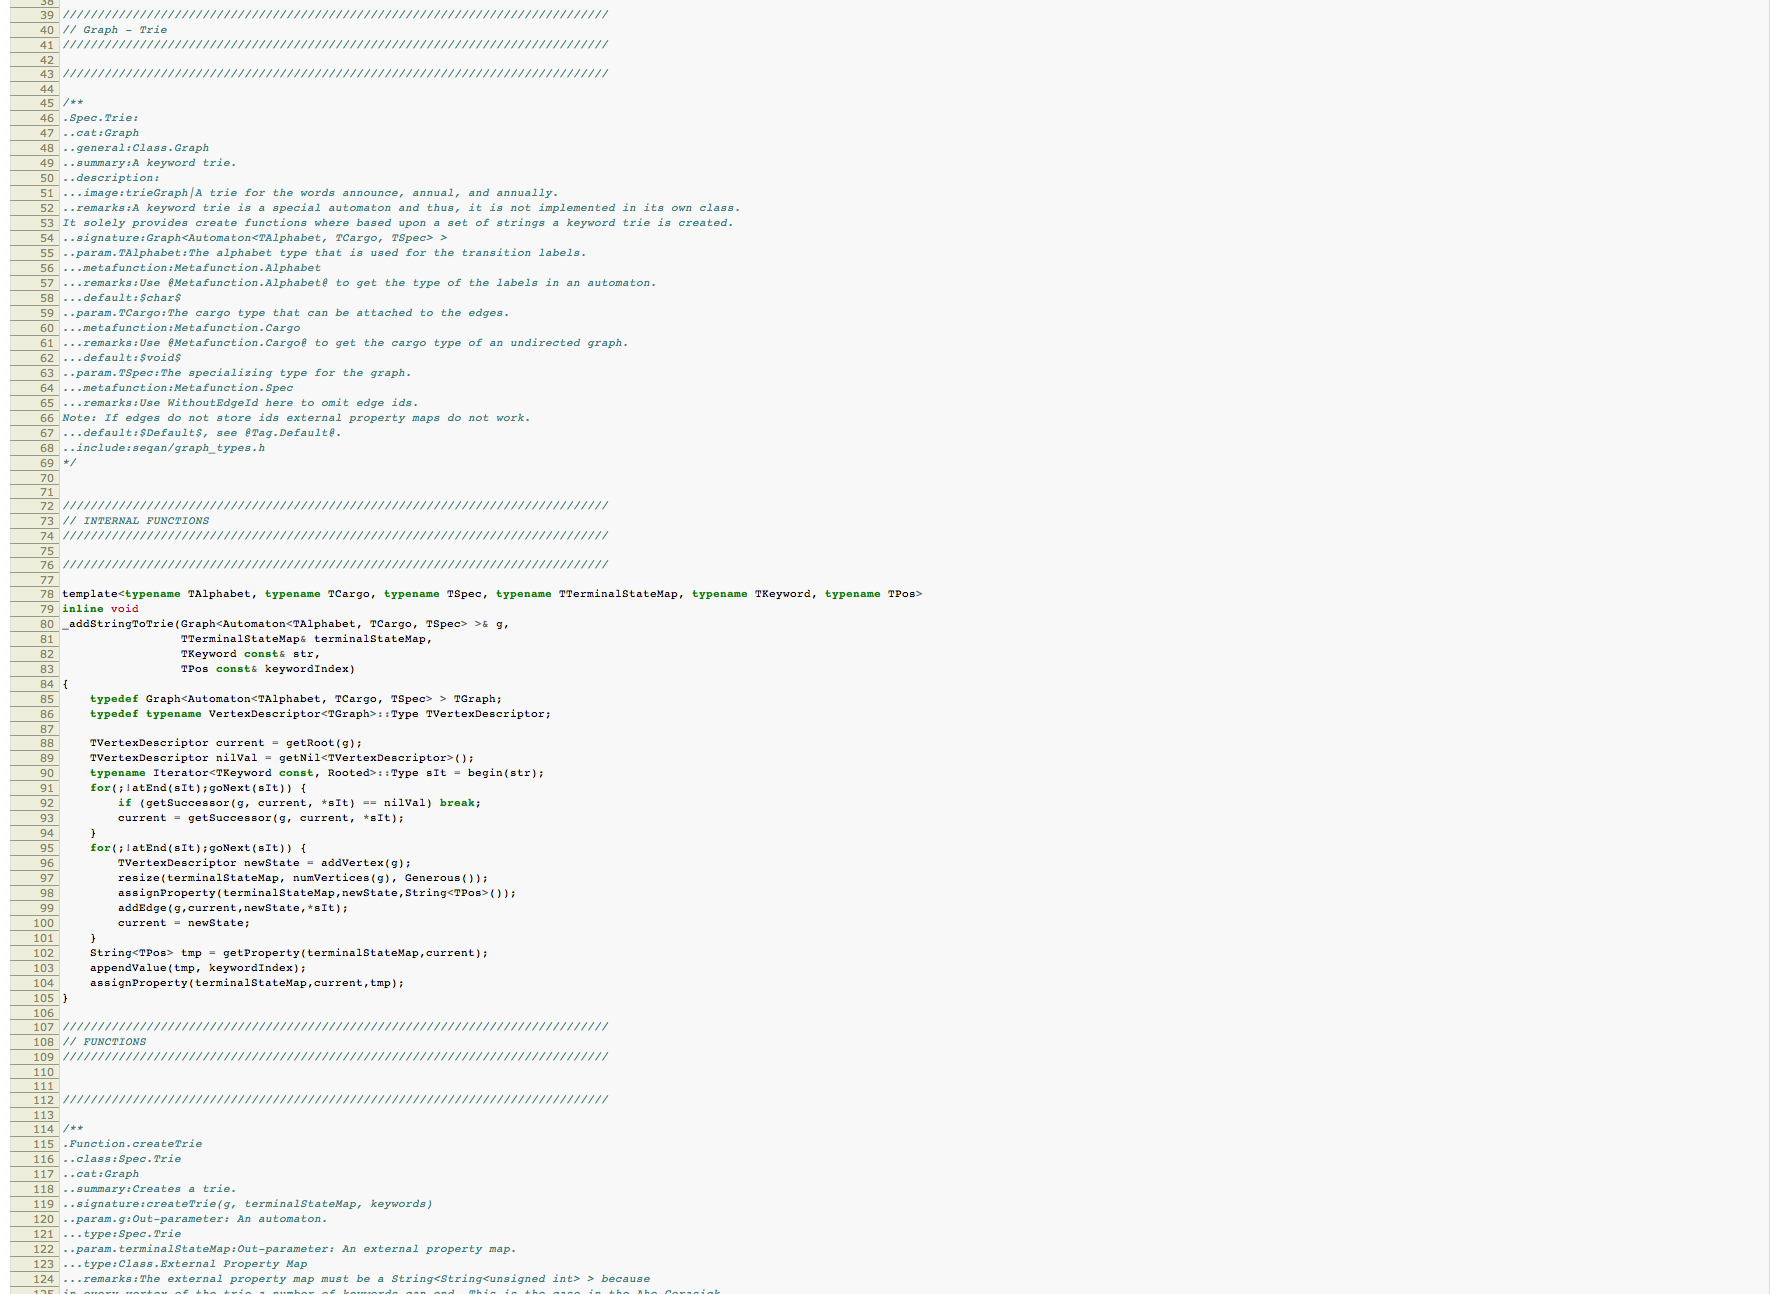 38
39 //////////////////////////////////////////////////////////////////////////////
40 // Graph - Trie
41 //////////////////////////////////////////////////////////////////////////////
42
43 //////////////////////////////////////////////////////////////////////////////
44
45 /**
46 .Spec.Trie:
47 ..cat:Graph
48 ..general:Class.Graph
49 ..summary:A keyword trie.
50 ..description:
51 ...image:trieGraph|A trie for the words announce, annual, and annually.
52 ..remarks:A keyword trie is a special automaton and thus, it is not implemented in its own class.
53 It solely provides create functions where based upon a set of strings a keyword trie is created.
54 ..signature:Graph<Automaton<TAlphabet, TCargo, TSpec> >
55 ..param.TAlphabet:The alphabet type that is used for the transition labels.
56 ...metafunction:Metafunction.Alphabet
57 ...remarks:Use @Metafunction.Alphabet@ to get the type of the labels in an automaton.
58 ...default:$char$
59 ..param.TCargo:The cargo type that can be attached to the edges.
60 ...metafunction:Metafunction.Cargo
61 ...remarks:Use @Metafunction.Cargo@ to get the cargo type of an undirected graph.
62 ...default:$void$
63 ..param.TSpec:The specializing type for the graph.
64 ...metafunction:Metafunction.Spec
65 ...remarks:Use WithoutEdgeId here to omit edge ids.
66 Note: If edges do not store ids external property maps do not work.
67 ...default:$Default$, see @Tag.Default@.
68 ..include:seqan/graph_types.h
69 */
70
71
72 //////////////////////////////////////////////////////////////////////////////
73 // INTERNAL FUNCTIONS
74 //////////////////////////////////////////////////////////////////////////////
75
76 //////////////////////////////////////////////////////////////////////////////
77
78 template<typename TAlphabet, typename TCargo, typename TSpec, typename TTerminalStateMap, typename TKeyword, typename TPos>
79 inline void
80 _addStringToTrie(Graph<Automaton<TAlphabet, TCargo, TSpec> >& g,
81                  TTerminalStateMap& terminalStateMap,
82                  TKeyword const& str,
83                  TPos const& keywordIndex)
84 {
85     typedef Graph<Automaton<TAlphabet, TCargo, TSpec> > TGraph;
86     typedef typename VertexDescriptor<TGraph>::Type TVertexDescriptor;
87
88     TVertexDescriptor current = getRoot(g);
89     TVertexDescriptor nilVal = getNil<TVertexDescriptor>();
90     typename Iterator<TKeyword const, Rooted>::Type sIt = begin(str);
91     for(;!atEnd(sIt);goNext(sIt)) {
92         if (getSuccessor(g, current, *sIt) == nilVal) break;
93         current = getSuccessor(g, current, *sIt);
94     }
95     for(;!atEnd(sIt);goNext(sIt)) {
96         TVertexDescriptor newState = addVertex(g);
97         resize(terminalStateMap, numVertices(g), Generous());
98         assignProperty(terminalStateMap,newState,String<TPos>());
99         addEdge(g,current,newState,*sIt);
100         current = newState;
101     }
102     String<TPos> tmp = getProperty(terminalStateMap,current);
103     appendValue(tmp, keywordIndex);
104     assignProperty(terminalStateMap,current,tmp);
105 }
106
107 //////////////////////////////////////////////////////////////////////////////
108 // FUNCTIONS
109 //////////////////////////////////////////////////////////////////////////////
110
111
112 //////////////////////////////////////////////////////////////////////////////
113
114 /**
115 .Function.createTrie
116 ..class:Spec.Trie
117 ..cat:Graph
118 ..summary:Creates a trie.
119 ..signature:createTrie(g, terminalStateMap, keywords)
120 ..param.g:Out-parameter: An automaton.
121 ...type:Spec.Trie
122 ..param.terminalStateMap:Out-parameter: An external property map.
123 ...type:Class.External Property Map
124 ...remarks:The external property map must be a String<String<unsigned int> > because
125 in every vertex of the trie a number of keywords can end. This is the case in the Aho-Corasick